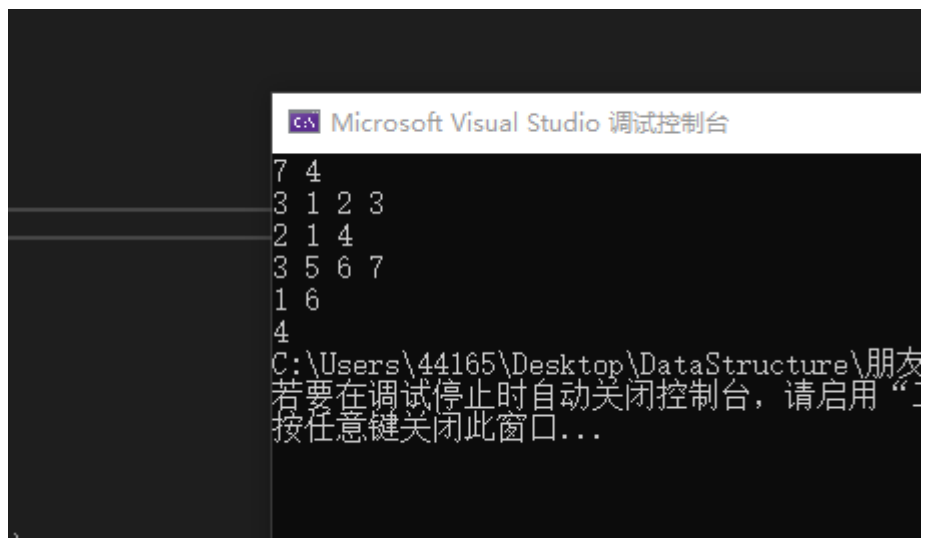 Microsoft Visual Studio 调试控制台
7 4
3 1 2 3
2 1 4
3 5 6 7
1 6
4
C:\Users\44165\Desktop\DataStructure\朋友
若要在调试停止时自动关闭控制台，请启用“
按任意键关闭此窗口...